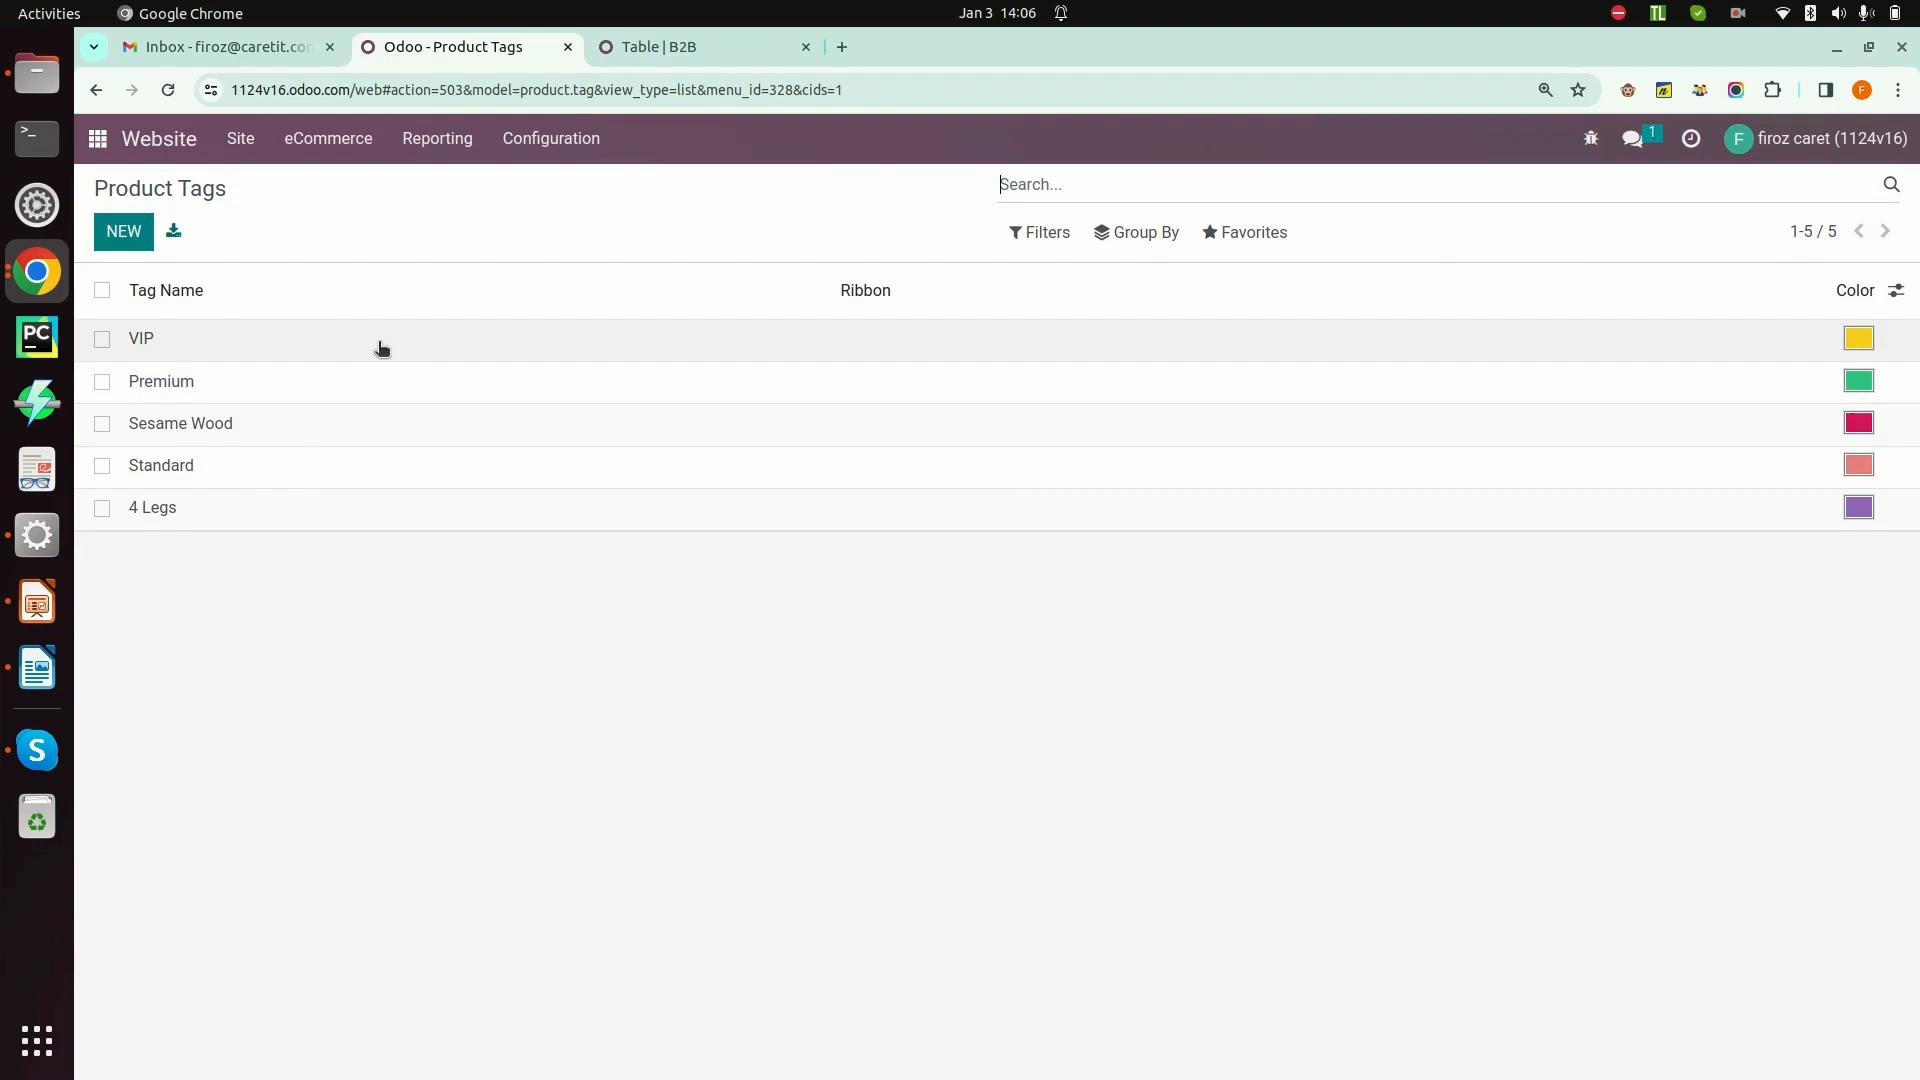 Activities
Google Chrome
Jan 3 14:06
TL
Inbox - firoz@caretit.con
Odoo - Product Tags
Table | B2B
1124v16.odoo.com/web#action=503&model=product.tag&view_type=list&menu_id=328&cids=1
F
Website
Site
eCommerce
Reporting
Configuration
1
F
firoz caret (1124v16)
Product Tags
Search...
NEW
Filters
Group By
Favorites
1-5 / 5
Tag Name
Ribbon
Color
VIP
Premium
Sesame Wood
Standard
4 Legs
>_
PC
S